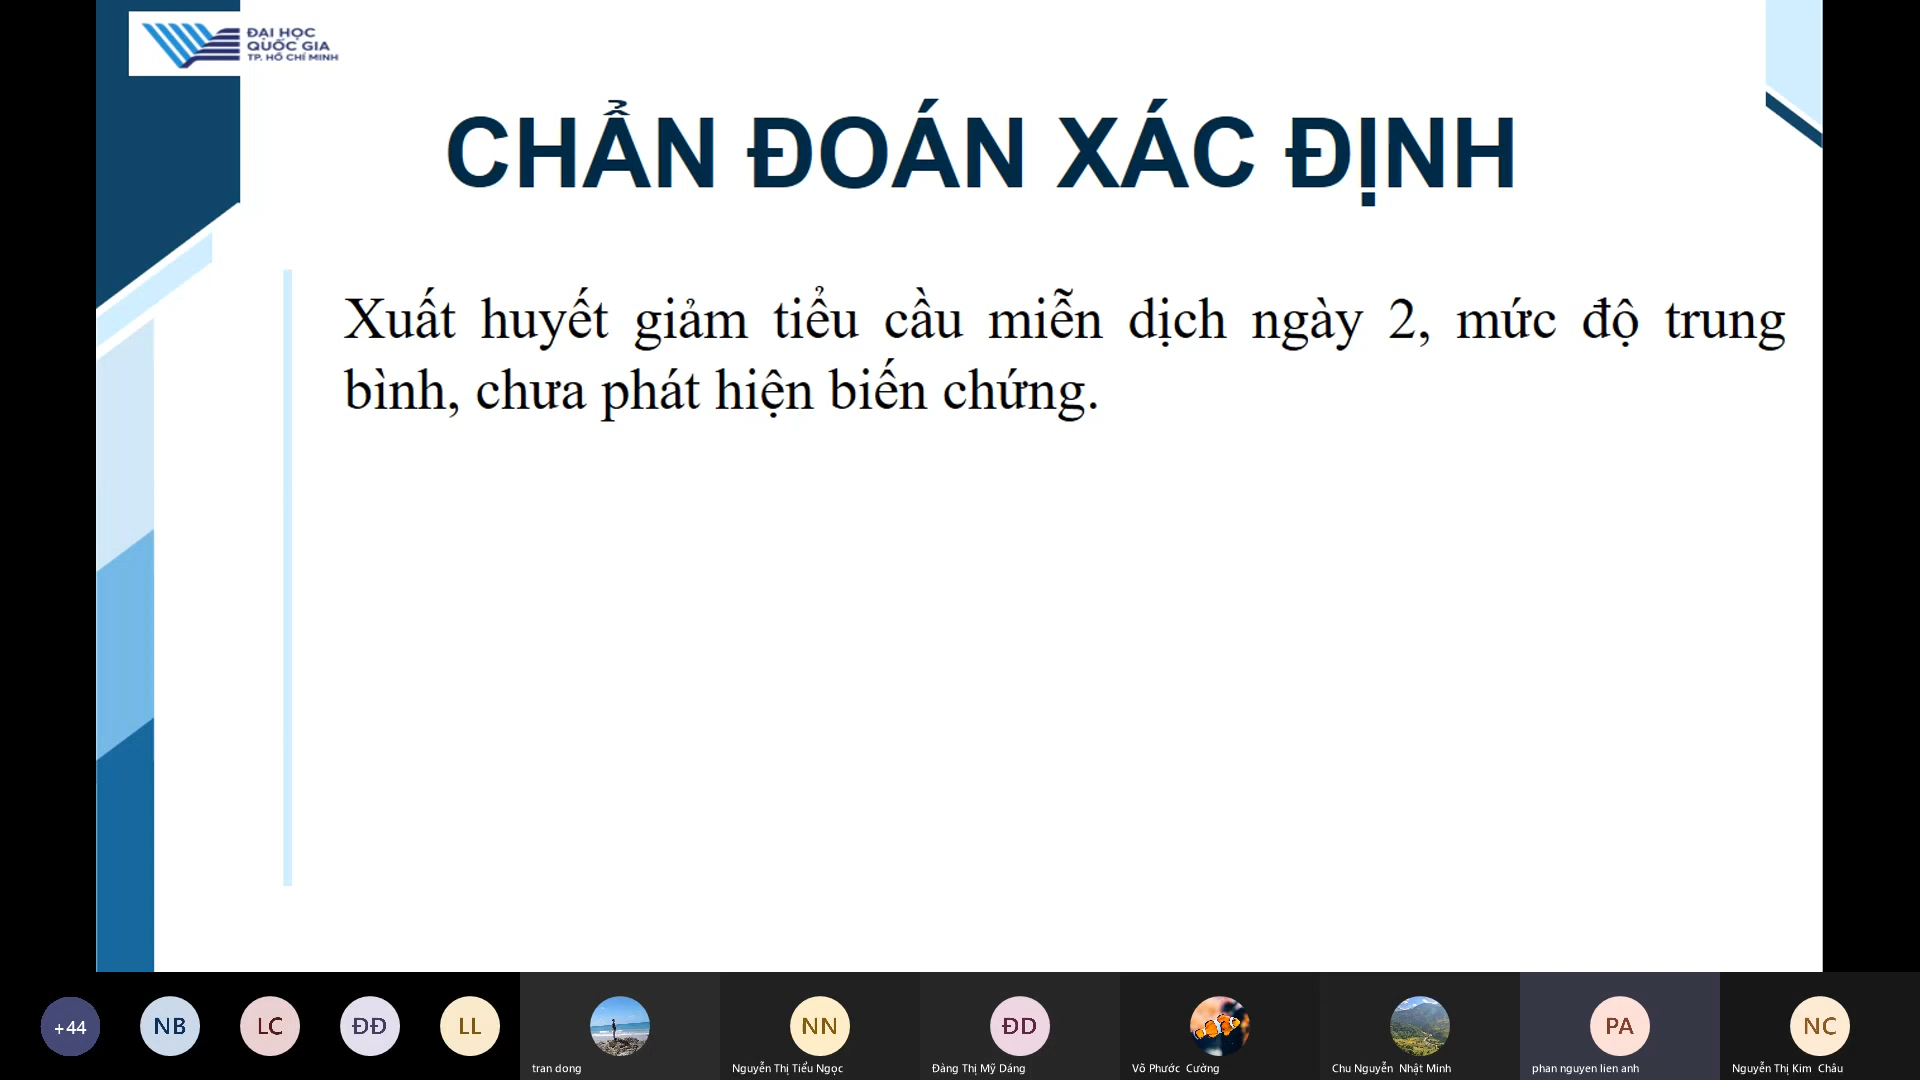 ĐẠI HỌC
QUỐC GIA
TP. HỒ CHÍ MINH
CHẨN ĐOÁN XÁC ĐỊNH
Xuất huyết giảm tiểu cầu miễn dịch ngày 2, mức độ trung
bình, chưa phát hiện biến chứng.
+44
NB
LC
ĐĐ
LL
NN
ĐD
PA
NC
tran dong
Nguyễn Thị Tiểu Ngọc
Đàng Thị Mỹ Dáng
Võ Phước Cường
Chu Nguyễn Nhật Minh
phan nguyen lien anh
Nguyễn Thị Kim Châu